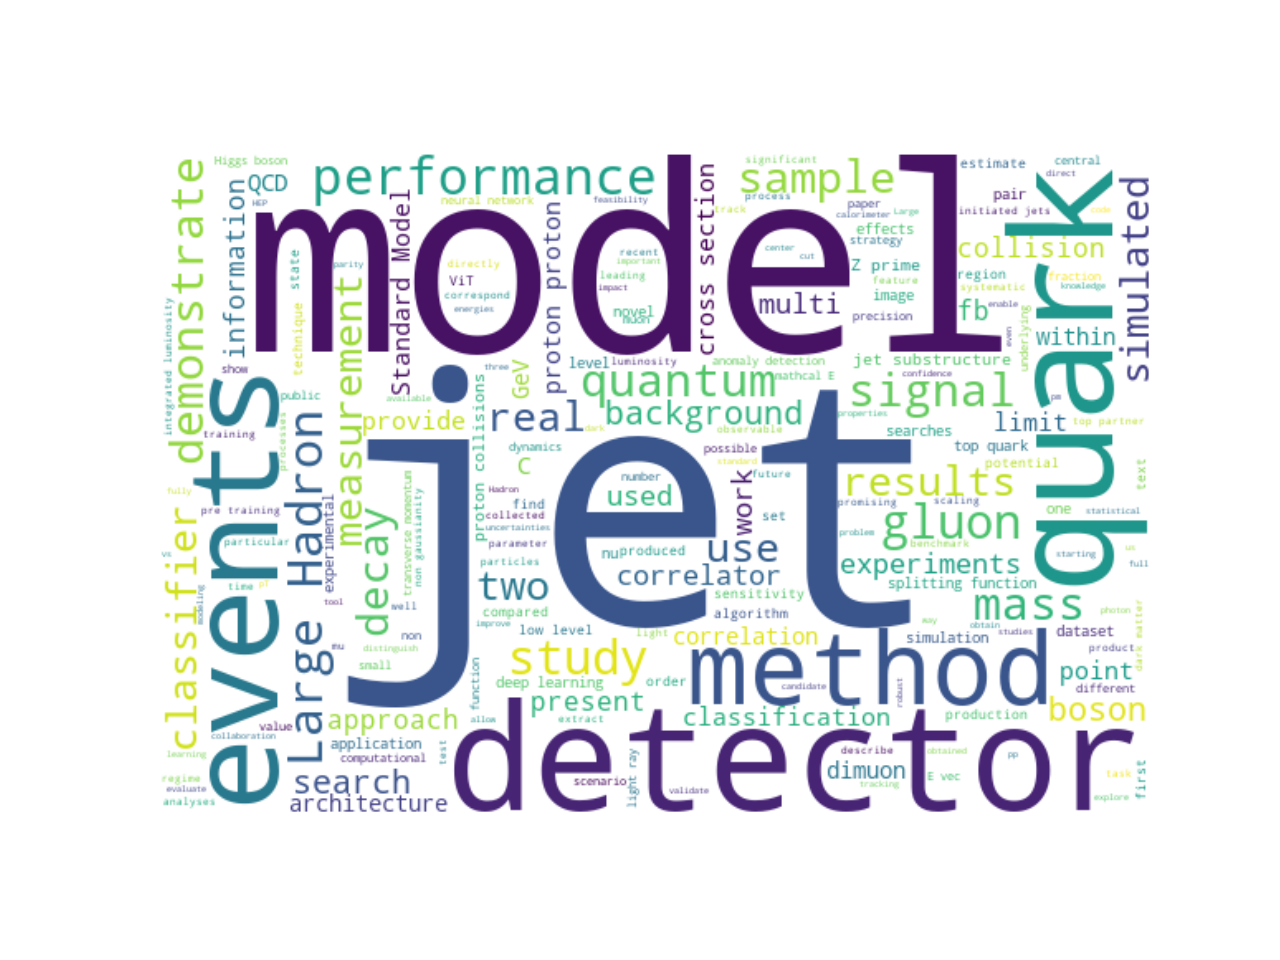 Higgs boson
performance
significant
sample
estimate
central
direct
QCD
HEP
neural network
feasibility
process
paper
pair
model
quark
demonstrate
information
Standard Model
proton proton
cross section
track
calorimeter
Large
initiated jets
code
effects
strategy
collision
simulated
state
parity
directly
recent
important
center
cut
Z prime
region
fraction
systematic
knowledge
ViT
leading
impact
feature
image
correspond
energies
novel
muon
multi
precision
fb
enable
even
within
underlying
integrated luminosity
technique
measurement
show
level
luminosity
anomaly detection
jet substructure
confidence
three
GeV
mathcal E
quantum
signal
events
public
available
properties
pm
jet
provide
real
background
dark
observable
searches
limit
top partner
training
processes
Large Hadron
proton collisions
dynamics
possible
top quark
C
standard
future
potential
results
text
fully
classifier
pre training
experimental
decay
transverse momentum
non gaussianity
Hadron
collected
find
number
used
work
set
promising
scaling
one
statistical
uncertainties
gluon
particular
parameter
problem
benchmark
starting
us
full
vs
use
nu
produced
particles
experiments
correlator
splitting function
time
pT
two
sensitivity
mass
modeling
tool
well
compared
algorithm
photon
improve
low level
may
obtain
studies
mu
non
light
correlation
simulation
dataset
dark matter
distinguish
study
method
product
small
function
deep learning
order
candidate
robust
point
different
present
value
approach
allow
extract
classification
production
boson
collaboration
application
test
detector
describe
obtained
pp
learning
computational
light ray
regime
search
scenario
dimuon
E vec
task
first
evaluate
validate
tracking
analyses
architecture
explore